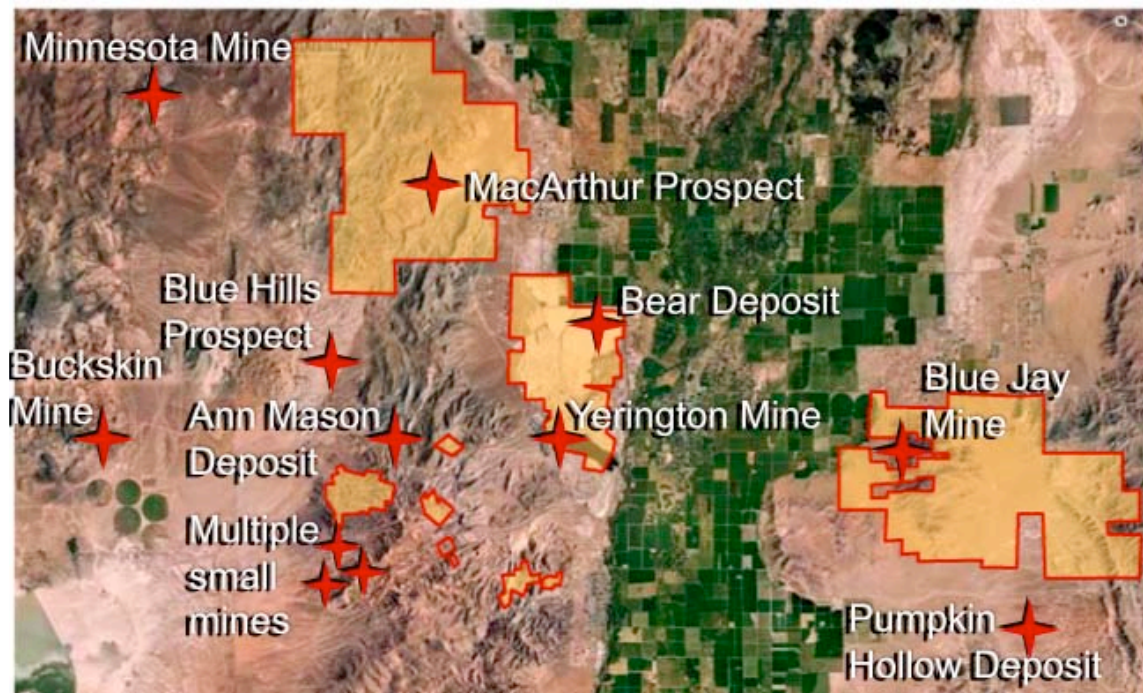 Minnesota Mine
MacArthur Prospect
Blue Hills
Prospect
Bear Deposit
Buckskin
Mine
Ann Mason
Deposit
Yerington Mine
Blue Jay
Mine
Multiple
small
mines
Pumpkin
Hollow Deposit